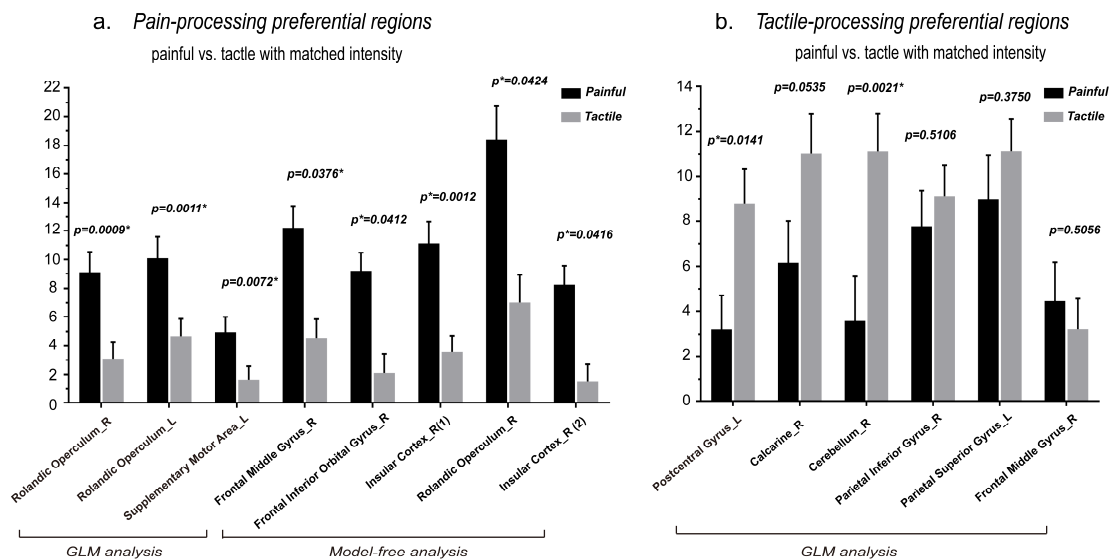 a. Pain-processing preferential regions
painful vs. tactle with matched intensity
22
20
18
16
14
12
10
8
6
4
2
0
Painful
Tactile
p=0.0009*
p=0.0011*
p=0.0072*
p=0.0376*
p*=0.0412
p*=0.0012
p*=0.0424
p*=0.0416
Rolandic Operculum_R
Rolandic Operculum_L
Supplementary Motor Area_L
Frontal Middle Gyrus_R
Frontal Inferior Orbital Gyrus_R
Insular Cortex_R(1)
Rolandic Operculum_R
Insular Cortex_R (2)
GLM analysis
Model-free analysis
b. Tactile-processing preferential regions
painful vs. tactle with matched intensity
14
12
10
8
6
4
2
0
Painful
Tactile
p*=0.0141
p=0.0535
p=0.0021*
p=0.5106
p=0.3750
p=0.5056
Postcentral Gyrus_L
Calcarine_R
Cerebellum_R
Parietal Inferior Gyrus_R
Parietal Superior Gyrus_L
Frontal Middle Gyrus_R
GLM analysis